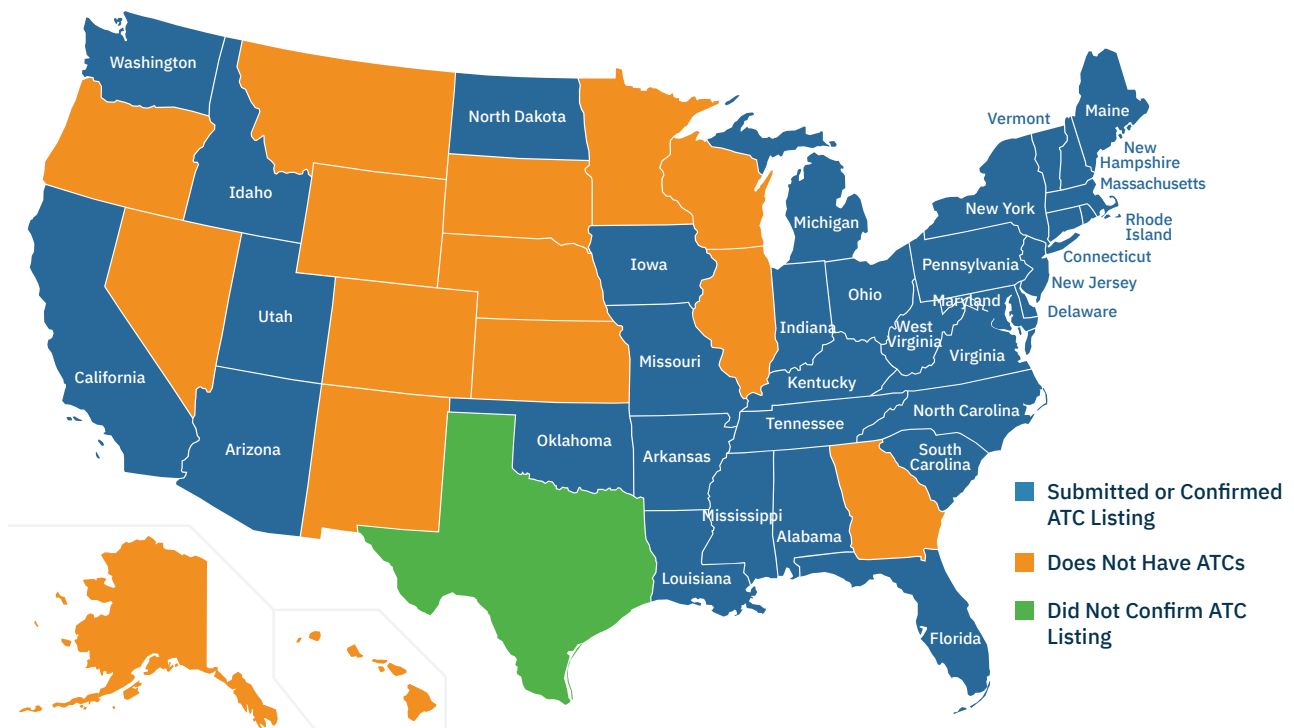 Washington
North Dakota
Maine
Vermont
New
Hampshire
Idaho
Massachusetts
New York
Michigan
Rhode
Island
Connecticut
Iowa
Pennsylvania
New Jersey
Ohio
Maryland
Delaware
Utah
Indiana
West
Virginia
Virginia
Missouri
California
Kentucky
North Carolina
Tennessee
Oklahoma
Arizona
Arkansas
South
Carolina
Mississippi
Alabama
Louisiana
Florida
Submitted or Confirmed
ATC Listing
Does Not Have ATCs
Did Not Confirm ATC
Listing